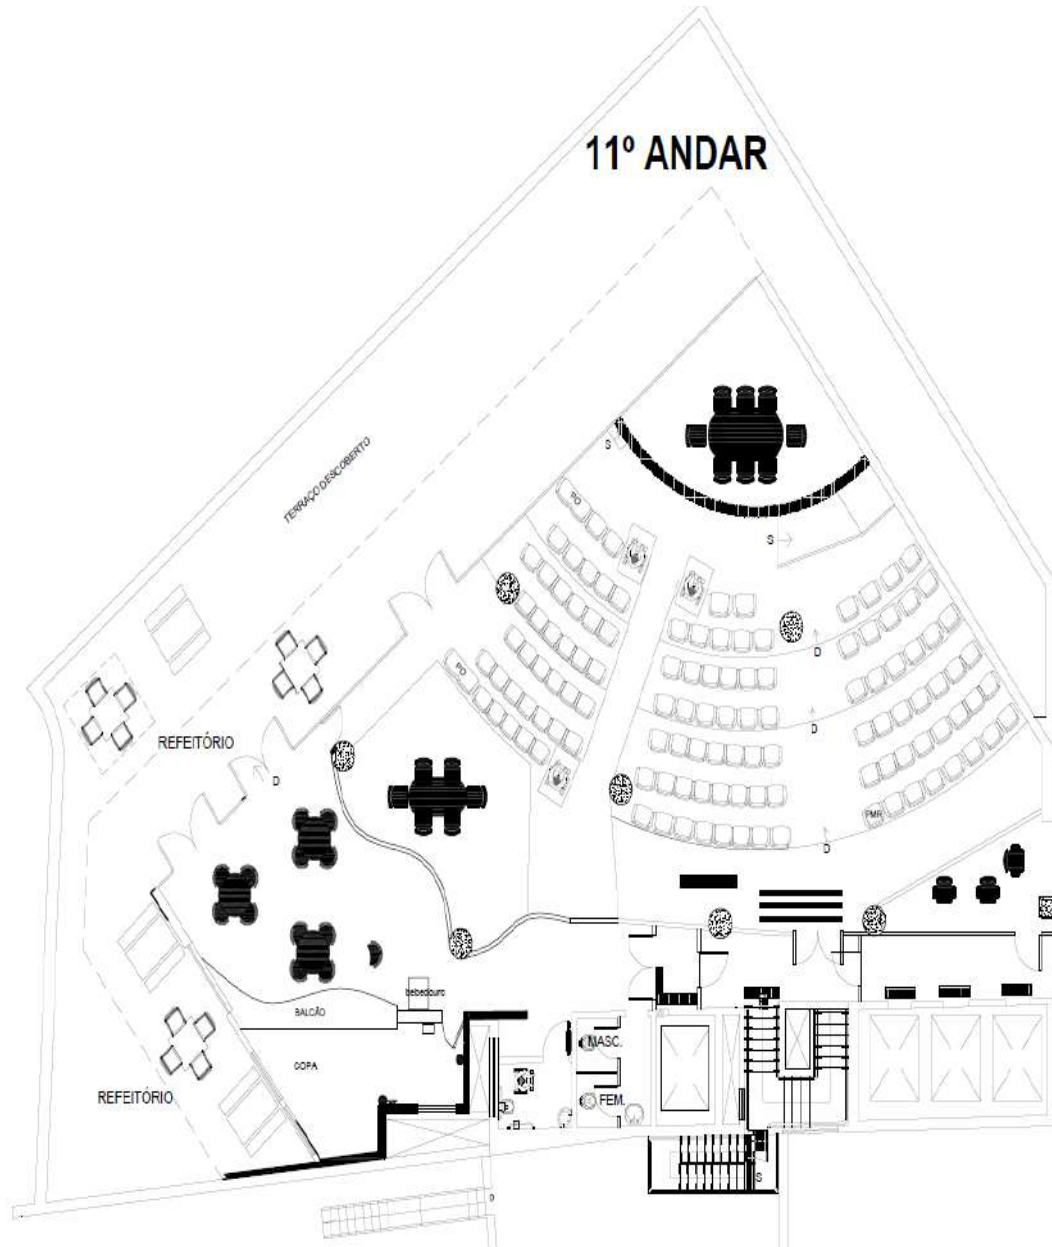 11º ANDAR
TERRAÇO DESCOBERTO
S
PO
S
D
PO
REFEITÓRIO
D
D
PMR
D
bebedouro
BALCÃO
MASC.
COPA
REFEITÓRIO
FEM.
S